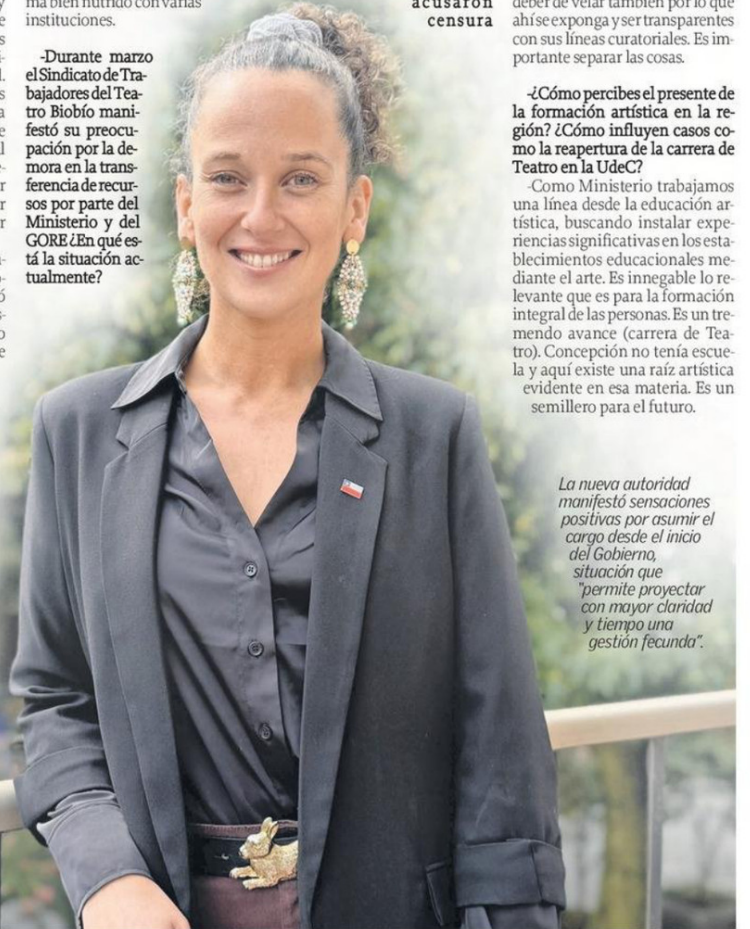 ma bien nutrido con varias
instituciones.
-Durante marzo
el Sindicato de Tra-
bajadores del Tea-
tro Biobío mani-
festó su preocu-
pación por la de-
mora en la trans-
ferencia de recur-
sos por parte del
Ministerio y del
GORE ¿En qué es-
tá la situación ac-
tualmente?
acusaron
censura
deber de velar también por lo que
ahí se exponga y ser transparentes
con sus líneas curatoriales. Es im-
portante separar las cosas.
-¿Cómo percibes el presente de
la formación artística en la re-
gión? ¿Cómo influyen casos co-
mo la reapertura de la carrera de
Teatro en la UdeC?
-Como Ministerio trabajamos
una línea desde la educación ar-
tística, buscando instalar expe-
riencias significativas en los esta-
blecimientos educacionales me-
diante el arte. Es innegable lo re-
levante que es para la formación
integral de las personas. Es un tre-
mendo avance (carrera de Tea-
tro). Concepción no tenía escue-
la y aquí existe una raíz artística
evidente en esa materia. Es un
semillero para el futuro.
La nueva autoridad
manifestó sensaciones
positivas por asumir el
cargo desde el inicio
del Gobierno,
situación que
"permite proyectar
con mayor claridad
y tiempo una
gestión fecunda".